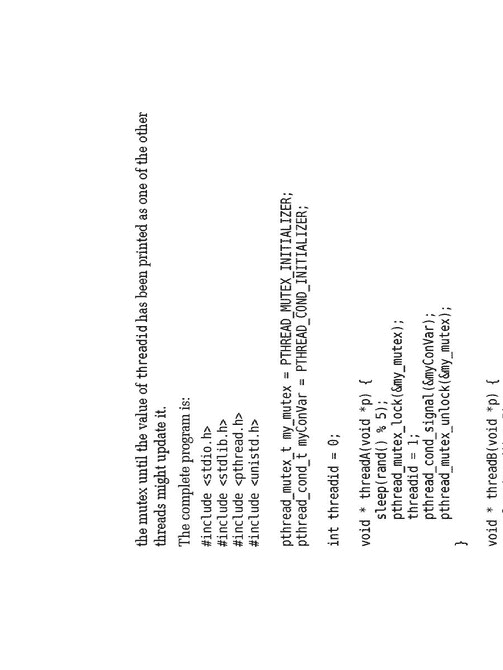 the mutex until the value of threadid has been printed as one of the other
threads might update it.
The complete program is:
#include <stdio.h>
#include <stdlib.h>
#include <pthread.h>
#include <unistd.h>
pthread_mutex_t my_mutex = PTHREAD_MUTEX_INITIALIZER;
pthread_cond_t myConVar = PTHREAD_COND_INITIALIZER;
int threadid = 0;
void * threadA(void *p) {
sleep(rand() % 5);
pthread_mutex_lock(&my_mutex);
threadid = 1;
pthread_cond_signal(&myConVar);
pthread_mutex_unlock(&my_mutex);
}
void * threadB(void *p) {